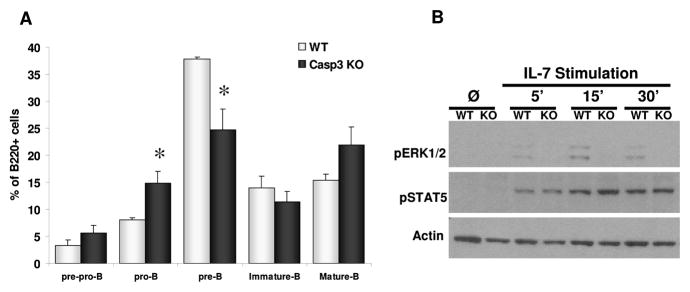 A
% of B220+ cells
40
35
30
25
20
15
10
5
0
WT
Casp3 KO
*
*
pre-pro-B
pro-B
pre-B
Immature-B
Mature-B
B
IL-7 Stimulation
Ø 5’ 15’ 30’
WT KO WT KO WT KO WT KO
pERK1/2
pSTAT5
Actin